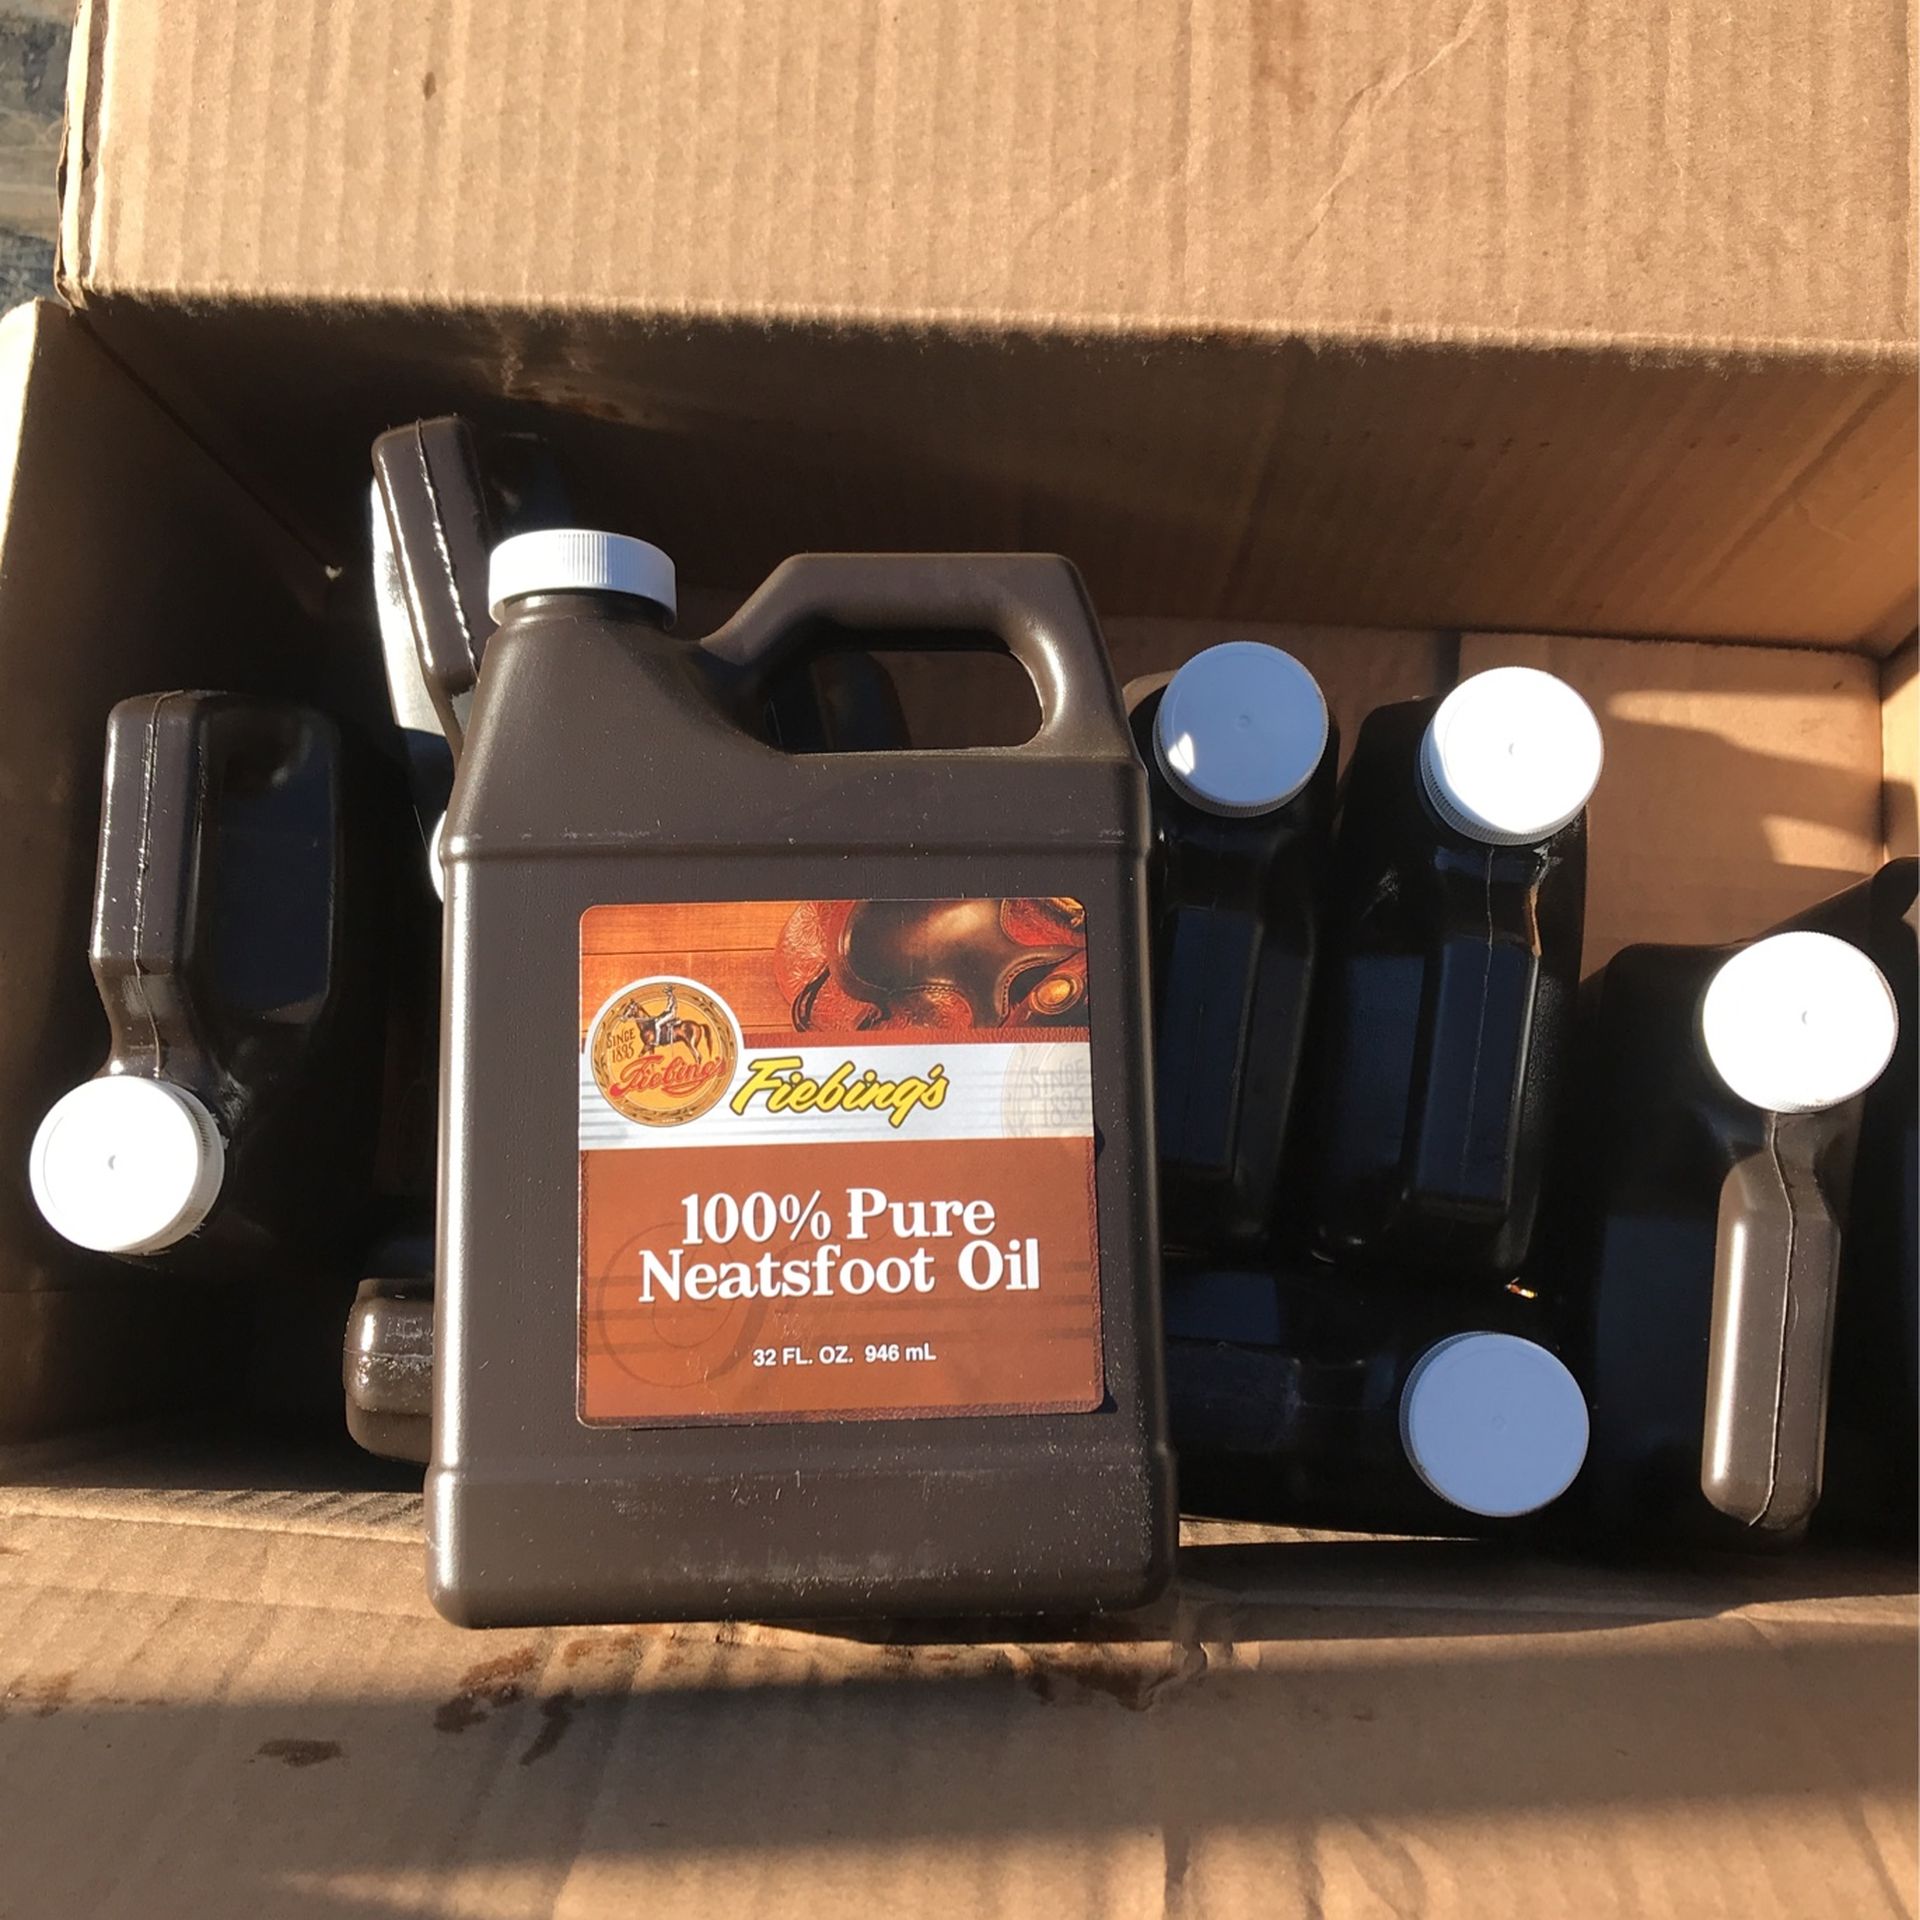 SINCE
1895
Fiebing's
Fiebing's
100% Pure
Neatsfoot Oil
32 FL. OZ. 946 mL